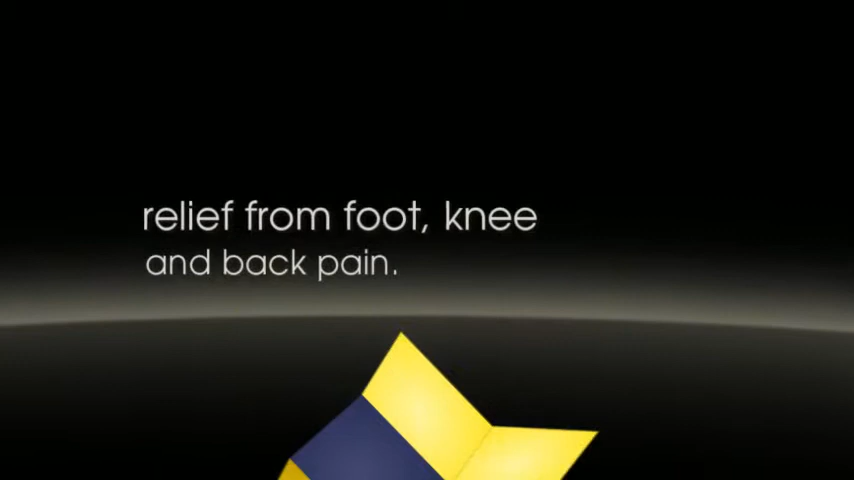 relief from foot, knee
and back pain.